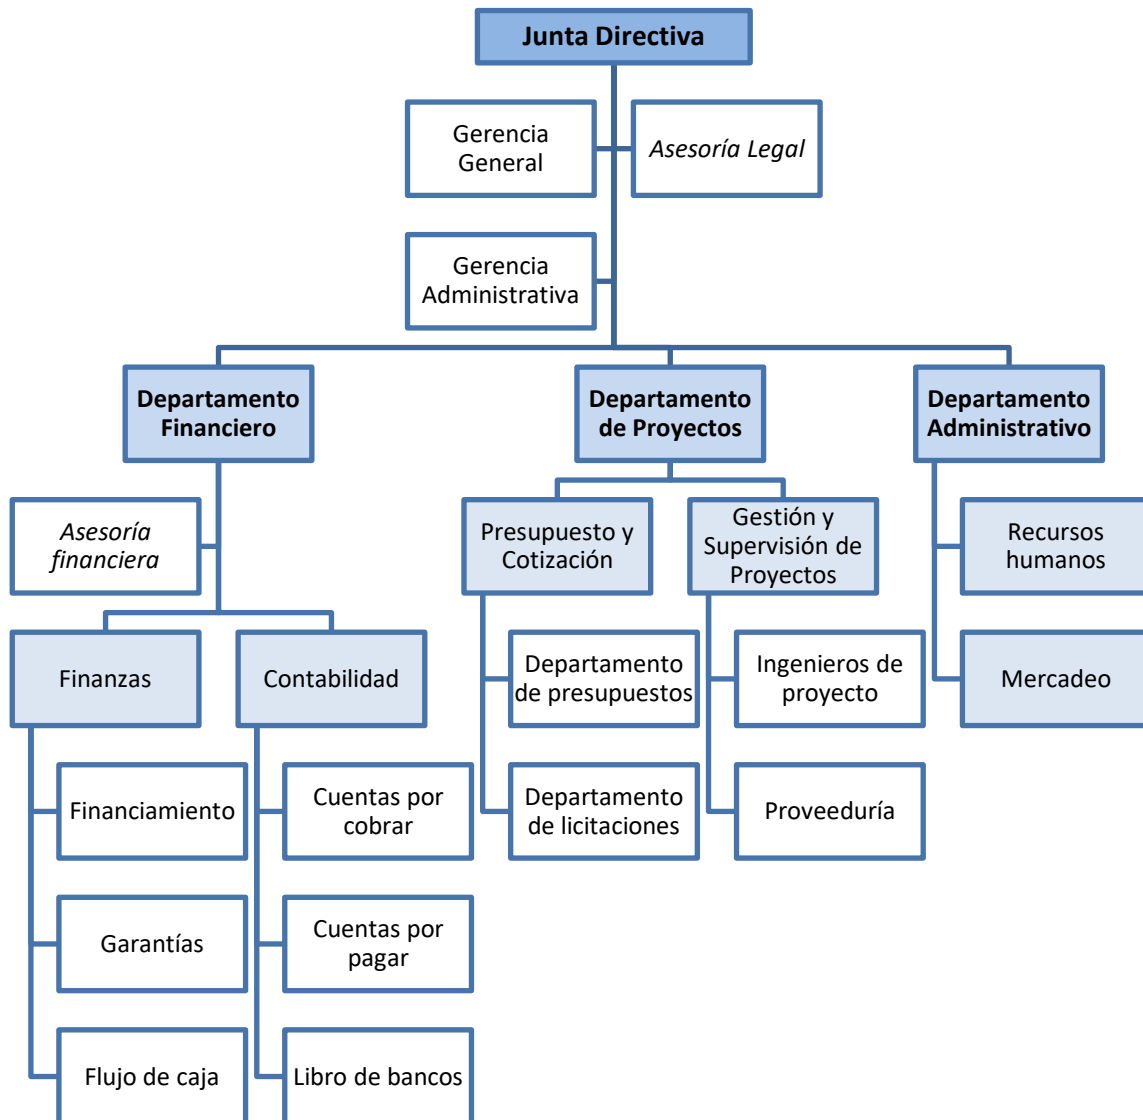 Junta Directiva
Gerencia
General
Asesoría Legal
Gerencia
Administrativa
Departamento
Financiero
Departamento
de Proyectos
Departamento
Administrativo
Asesoría
financiera
Presupuesto y
Cotización
Gestión y
Supervisión de
Proyectos
Recursos
humanos
Finanzas
Contabilidad
Departamento
de presupuestos
Ingenieros de
proyecto
Mercadeo
Financiamiento
Cuentas por
cobrar
Departamento
de licitaciones
Proveeduría
Garantías
Cuentas por
pagar
Flujo de caja
Libro de bancos